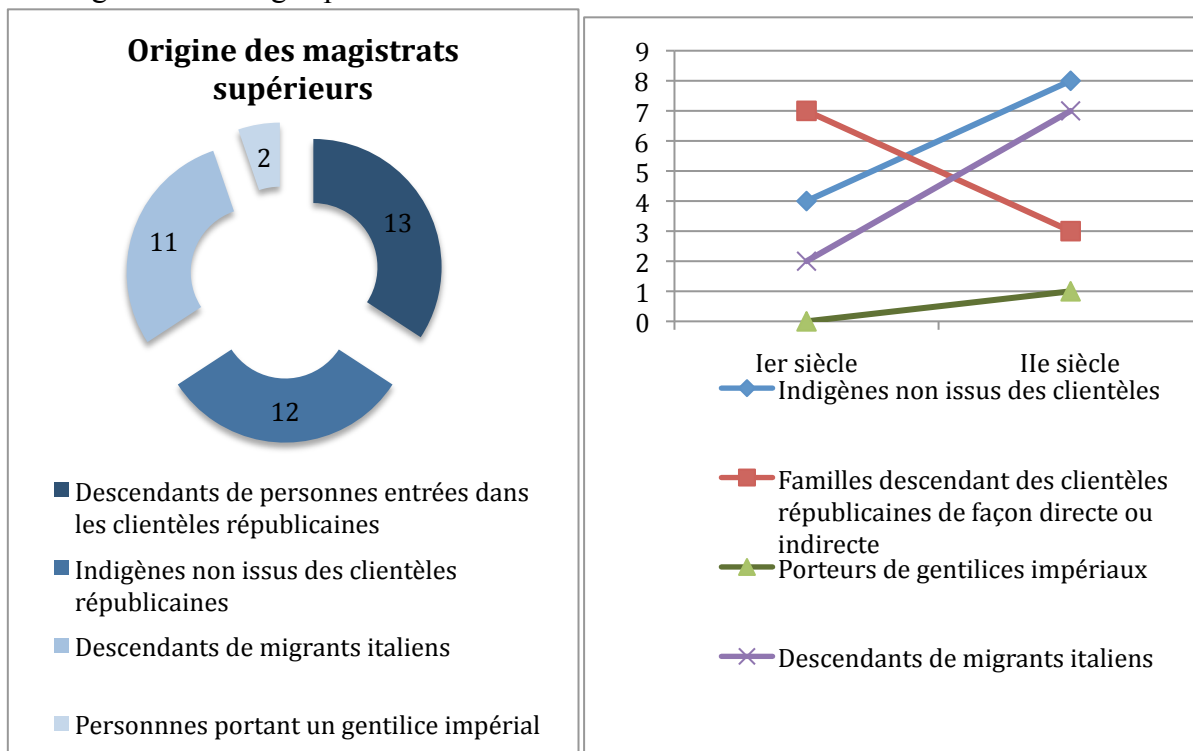 Origine des magistrats
supérieurs
2
13
11
12
Descendants de personnes entrées dans
les clientèles républicaines
Indigènes non issus des clientèles
républicaines
Descendants de migrants italiens
Personnnes portant un gentilice impérial
9
8
7
6
5
4
3
2
1
0
Ier siècle
IIe siècle
Indigènes non issus des clientèles
Familles descendant des clientèles
républicaines de façon directe ou
indirecte
Porteurs de gentilices impériaux
Descendants de migrants italiens